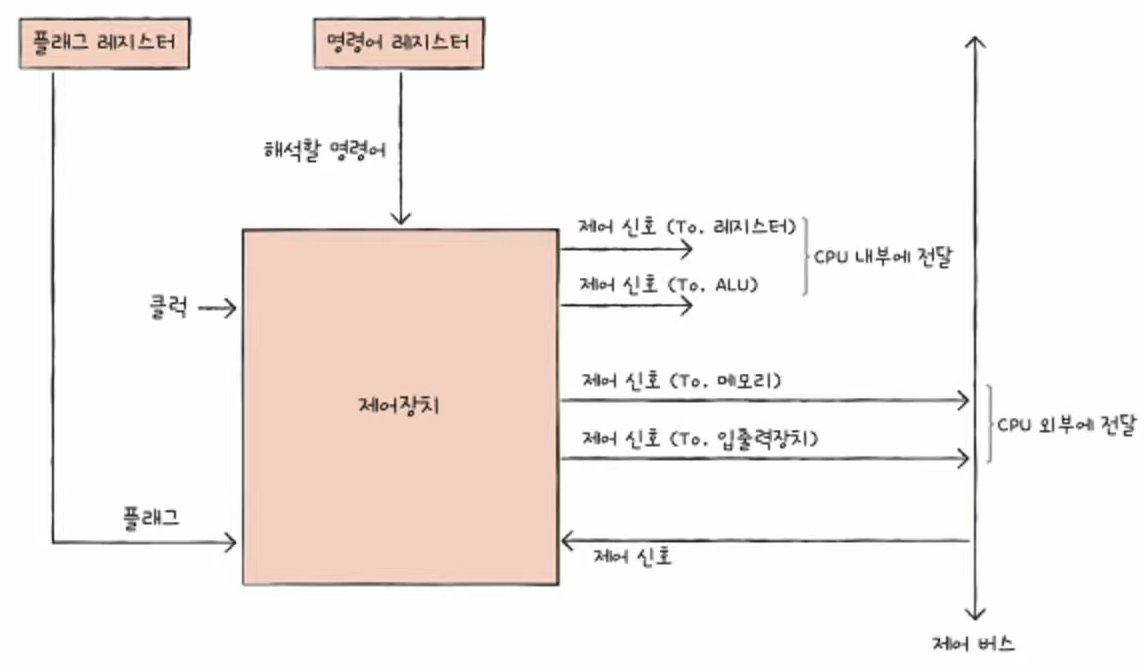 플래그 레지스터
명령어 레지스터
해석할 명령어
제어 신호 (To. 레지스터)
CPU 내부에 전달
제어 신호 (To. ALU)
클럭
제어 신호 (To. 메모리)
제어장치
CPU 외부에 전달
제어 신호 (To. 입출력장치)
플래그
제어 신호
제어 버스